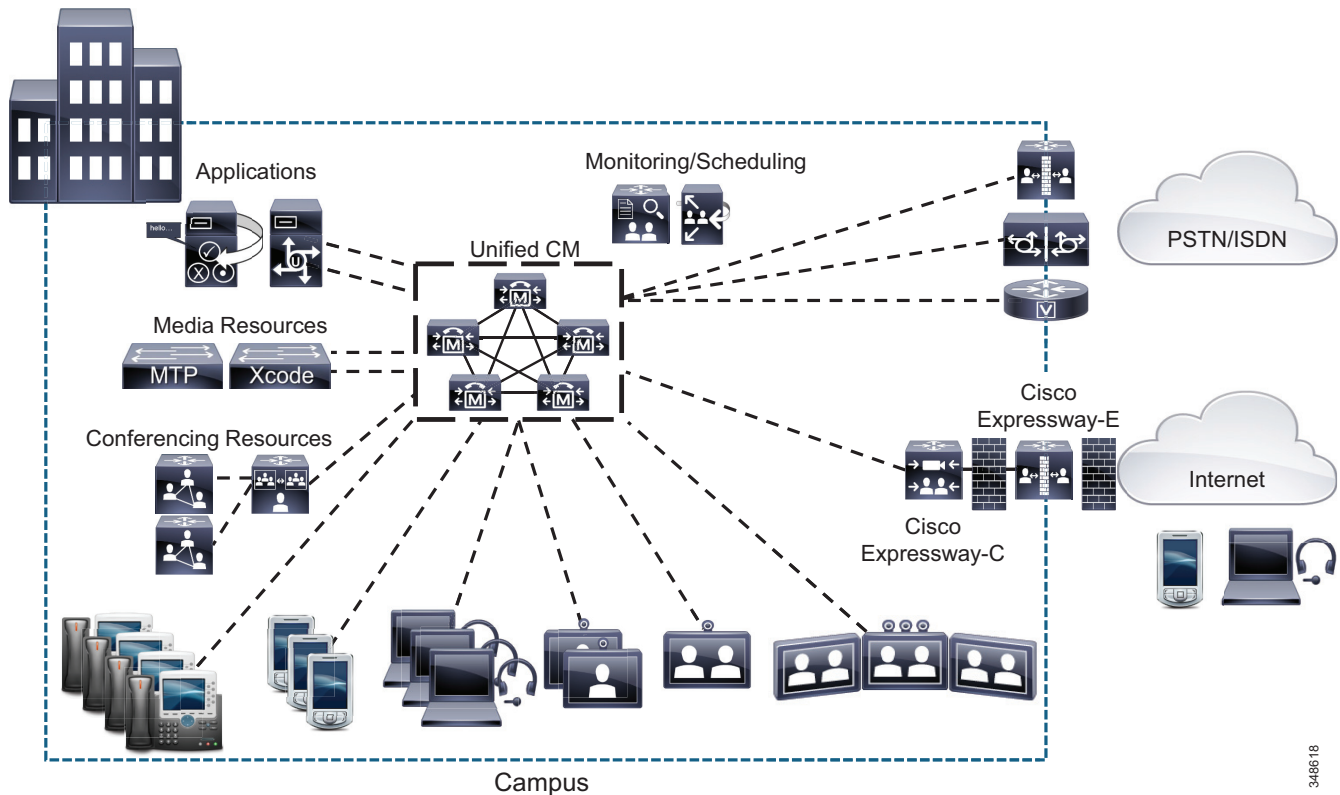 Applications
hello...
U
Monitoring/Scheduling
Unified CM
M
M
M
M
M
PSTN/ISDN
V
Media Resources
MTP
Xcode
Conferencing Resources
Cisco
Expressway-E
Internet
Cisco
Expressway-C
Campus
348618